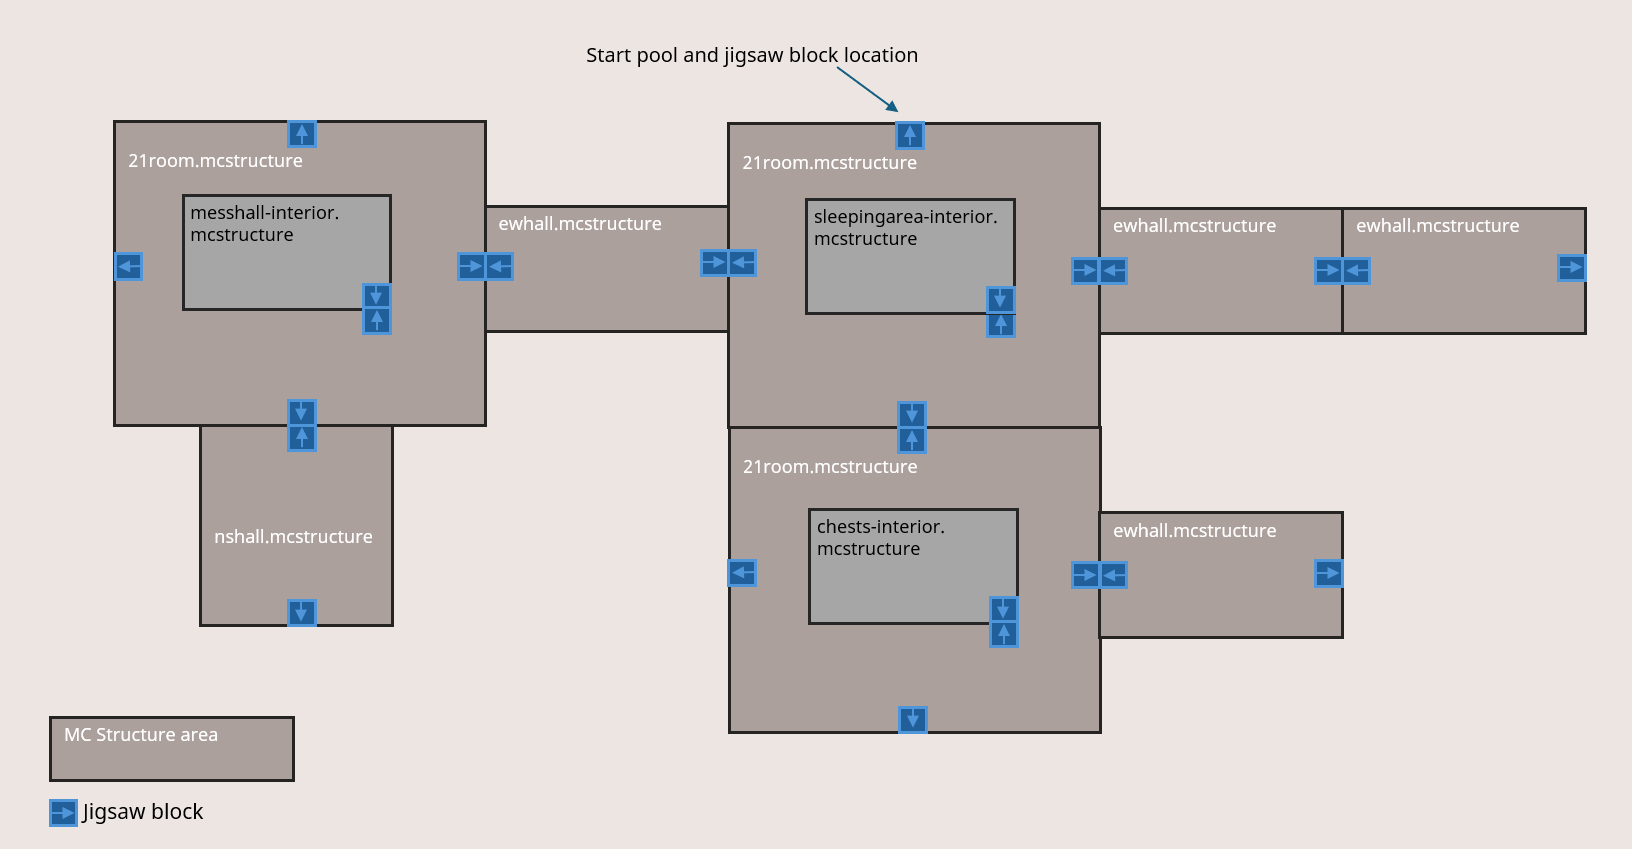 Start pool and jigsaw block location
21room.mcstructure
messhall-interior.
mcstructure
ewhall.mcstructure
21room.mcstructure
sleepingarea-interior.
mcstructure
ewhall.mcstructure
ewhall.mcstructure
nshall.mcstructure
21room.mcstructure
chests-interior.
mcstructure
ewhall.mcstructure
MC Structure area
Jigsaw block